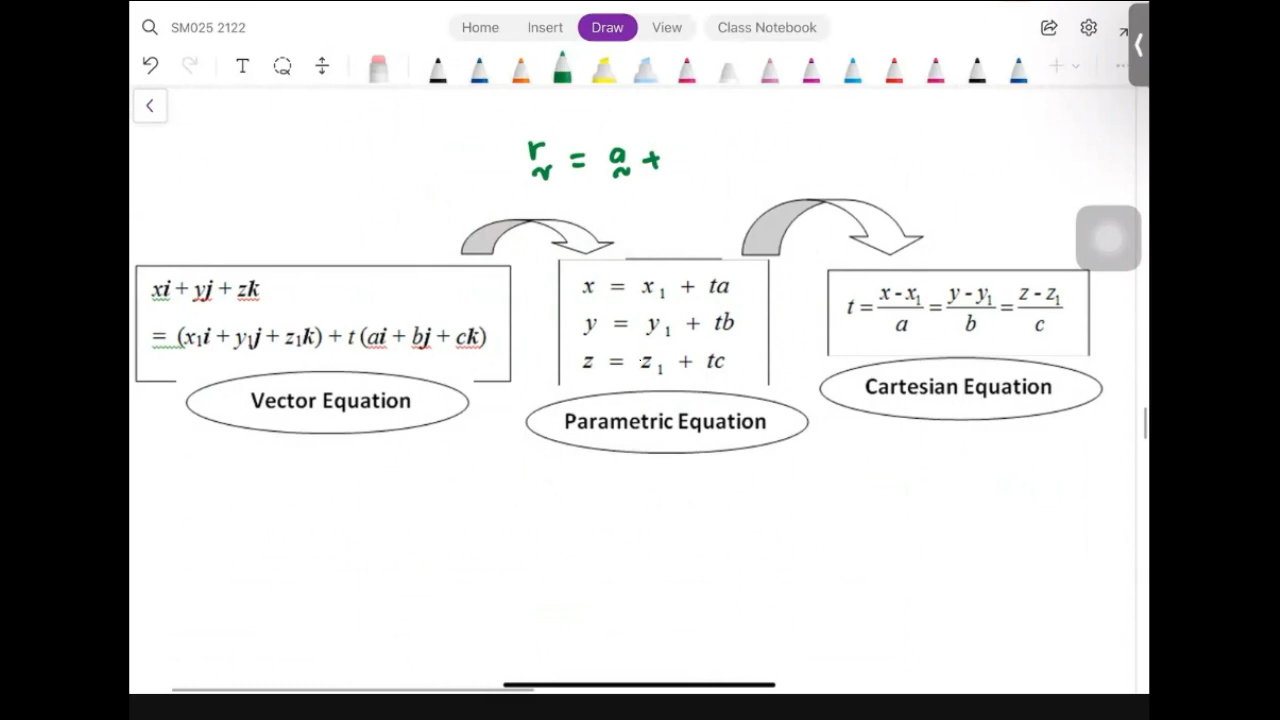 SM025 2122
Home Insert Draw View Class Notebook
T
r = a +
~ ~
xi + yj + zk
= (x₁i + y₁j + z₁k) + t (ai + bj + ck)
Vector Equation
x = x₁ + ta
y = y₁ + tb
z = z₁ + tc
Parametric Equation
t = (x - x₁)/a = (y - y₁)/b = (z - z₁)/c
Cartesian Equation